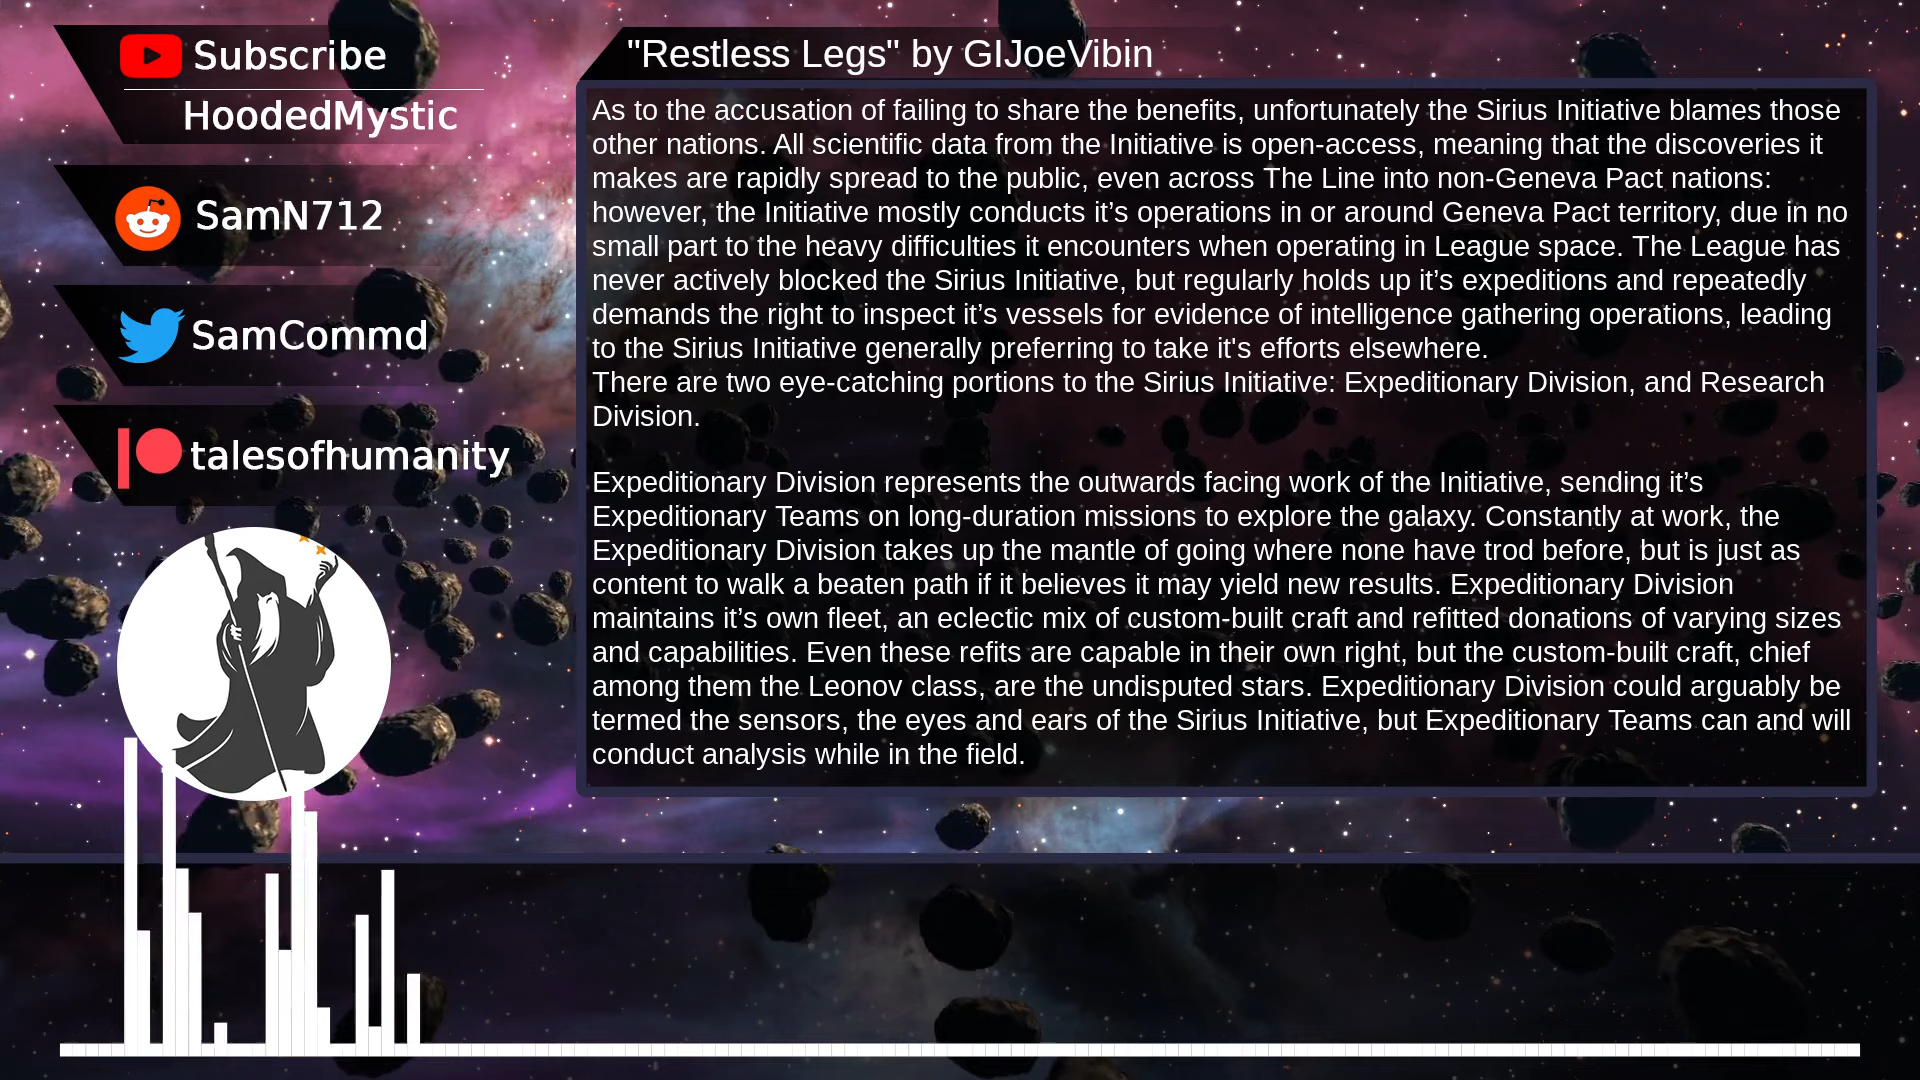 Subscribe
HoodedMystic
SamN712
SamCommd
talesofhumanity
"Restless Legs" by GIJoeVibin
As to the accusation of failing to share the benefits, unfortunately the Sirius Initiative blames those
other nations. All scientific data from the Initiative is open-access, meaning that the discoveries it
makes are rapidly spread to the public, even across The Line into non-Geneva Pact nations:
however, the Initiative mostly conducts it’s operations in or around Geneva Pact territory, due in no
small part to the heavy difficulties it encounters when operating in League space. The League has
never actively blocked the Sirius Initiative, but regularly holds up it’s expeditions and repeatedly
demands the right to inspect it’s vessels for evidence of intelligence gathering operations, leading
to the Sirius Initiative generally preferring to take it's efforts elsewhere.
There are two eye-catching portions to the Sirius Initiative: Expeditionary Division, and Research
Division.
Expeditionary Division represents the outwards facing work of the Initiative, sending it’s
Expeditionary Teams on long-duration missions to explore the galaxy. Constantly at work, the
Expeditionary Division takes up the mantle of going where none have trod before, but is just as
content to walk a beaten path if it believes it may yield new results. Expeditionary Division
maintains it’s own fleet, an eclectic mix of custom-built craft and refitted donations of varying sizes
and capabilities. Even these refits are capable in their own right, but the custom-built craft, chief
among them the Leonov class, are the undisputed stars. Expeditionary Division could arguably be
termed the sensors, the eyes and ears of the Sirius Initiative, but Expeditionary Teams can and will
conduct analysis while in the field.